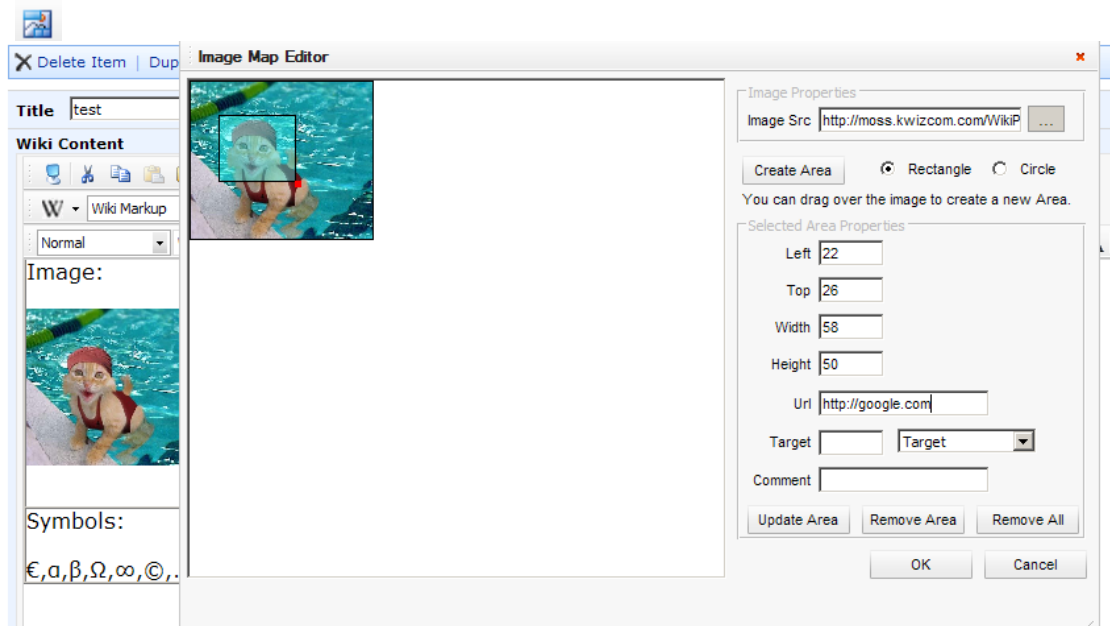 Delete Item | Dup
Image Map Editor
Title test
Wiki Content
Wiki Markup
Normal
Image:
Symbols:
€,α,β,Ω,∞,©,.
Image Properties
Image Src http://moss.kwizcom.com/WikiP ...
Create Area Rectangle Circle
You can drag over the image to create a new Area.
Selected Area Properties
Left 22
Top 26
Width 58
Height 50
Url http://google.com
Target Target
Comment
Update Area Remove Area Remove All
OK Cancel